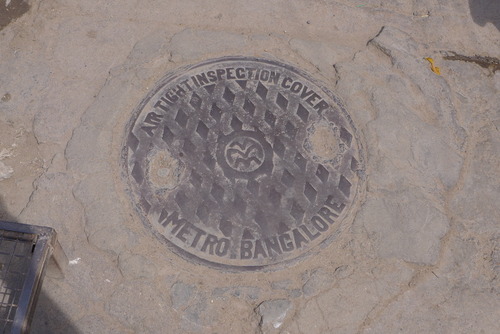 AIR TIGHT INSPECTION COVER
METRO. BANGALORE